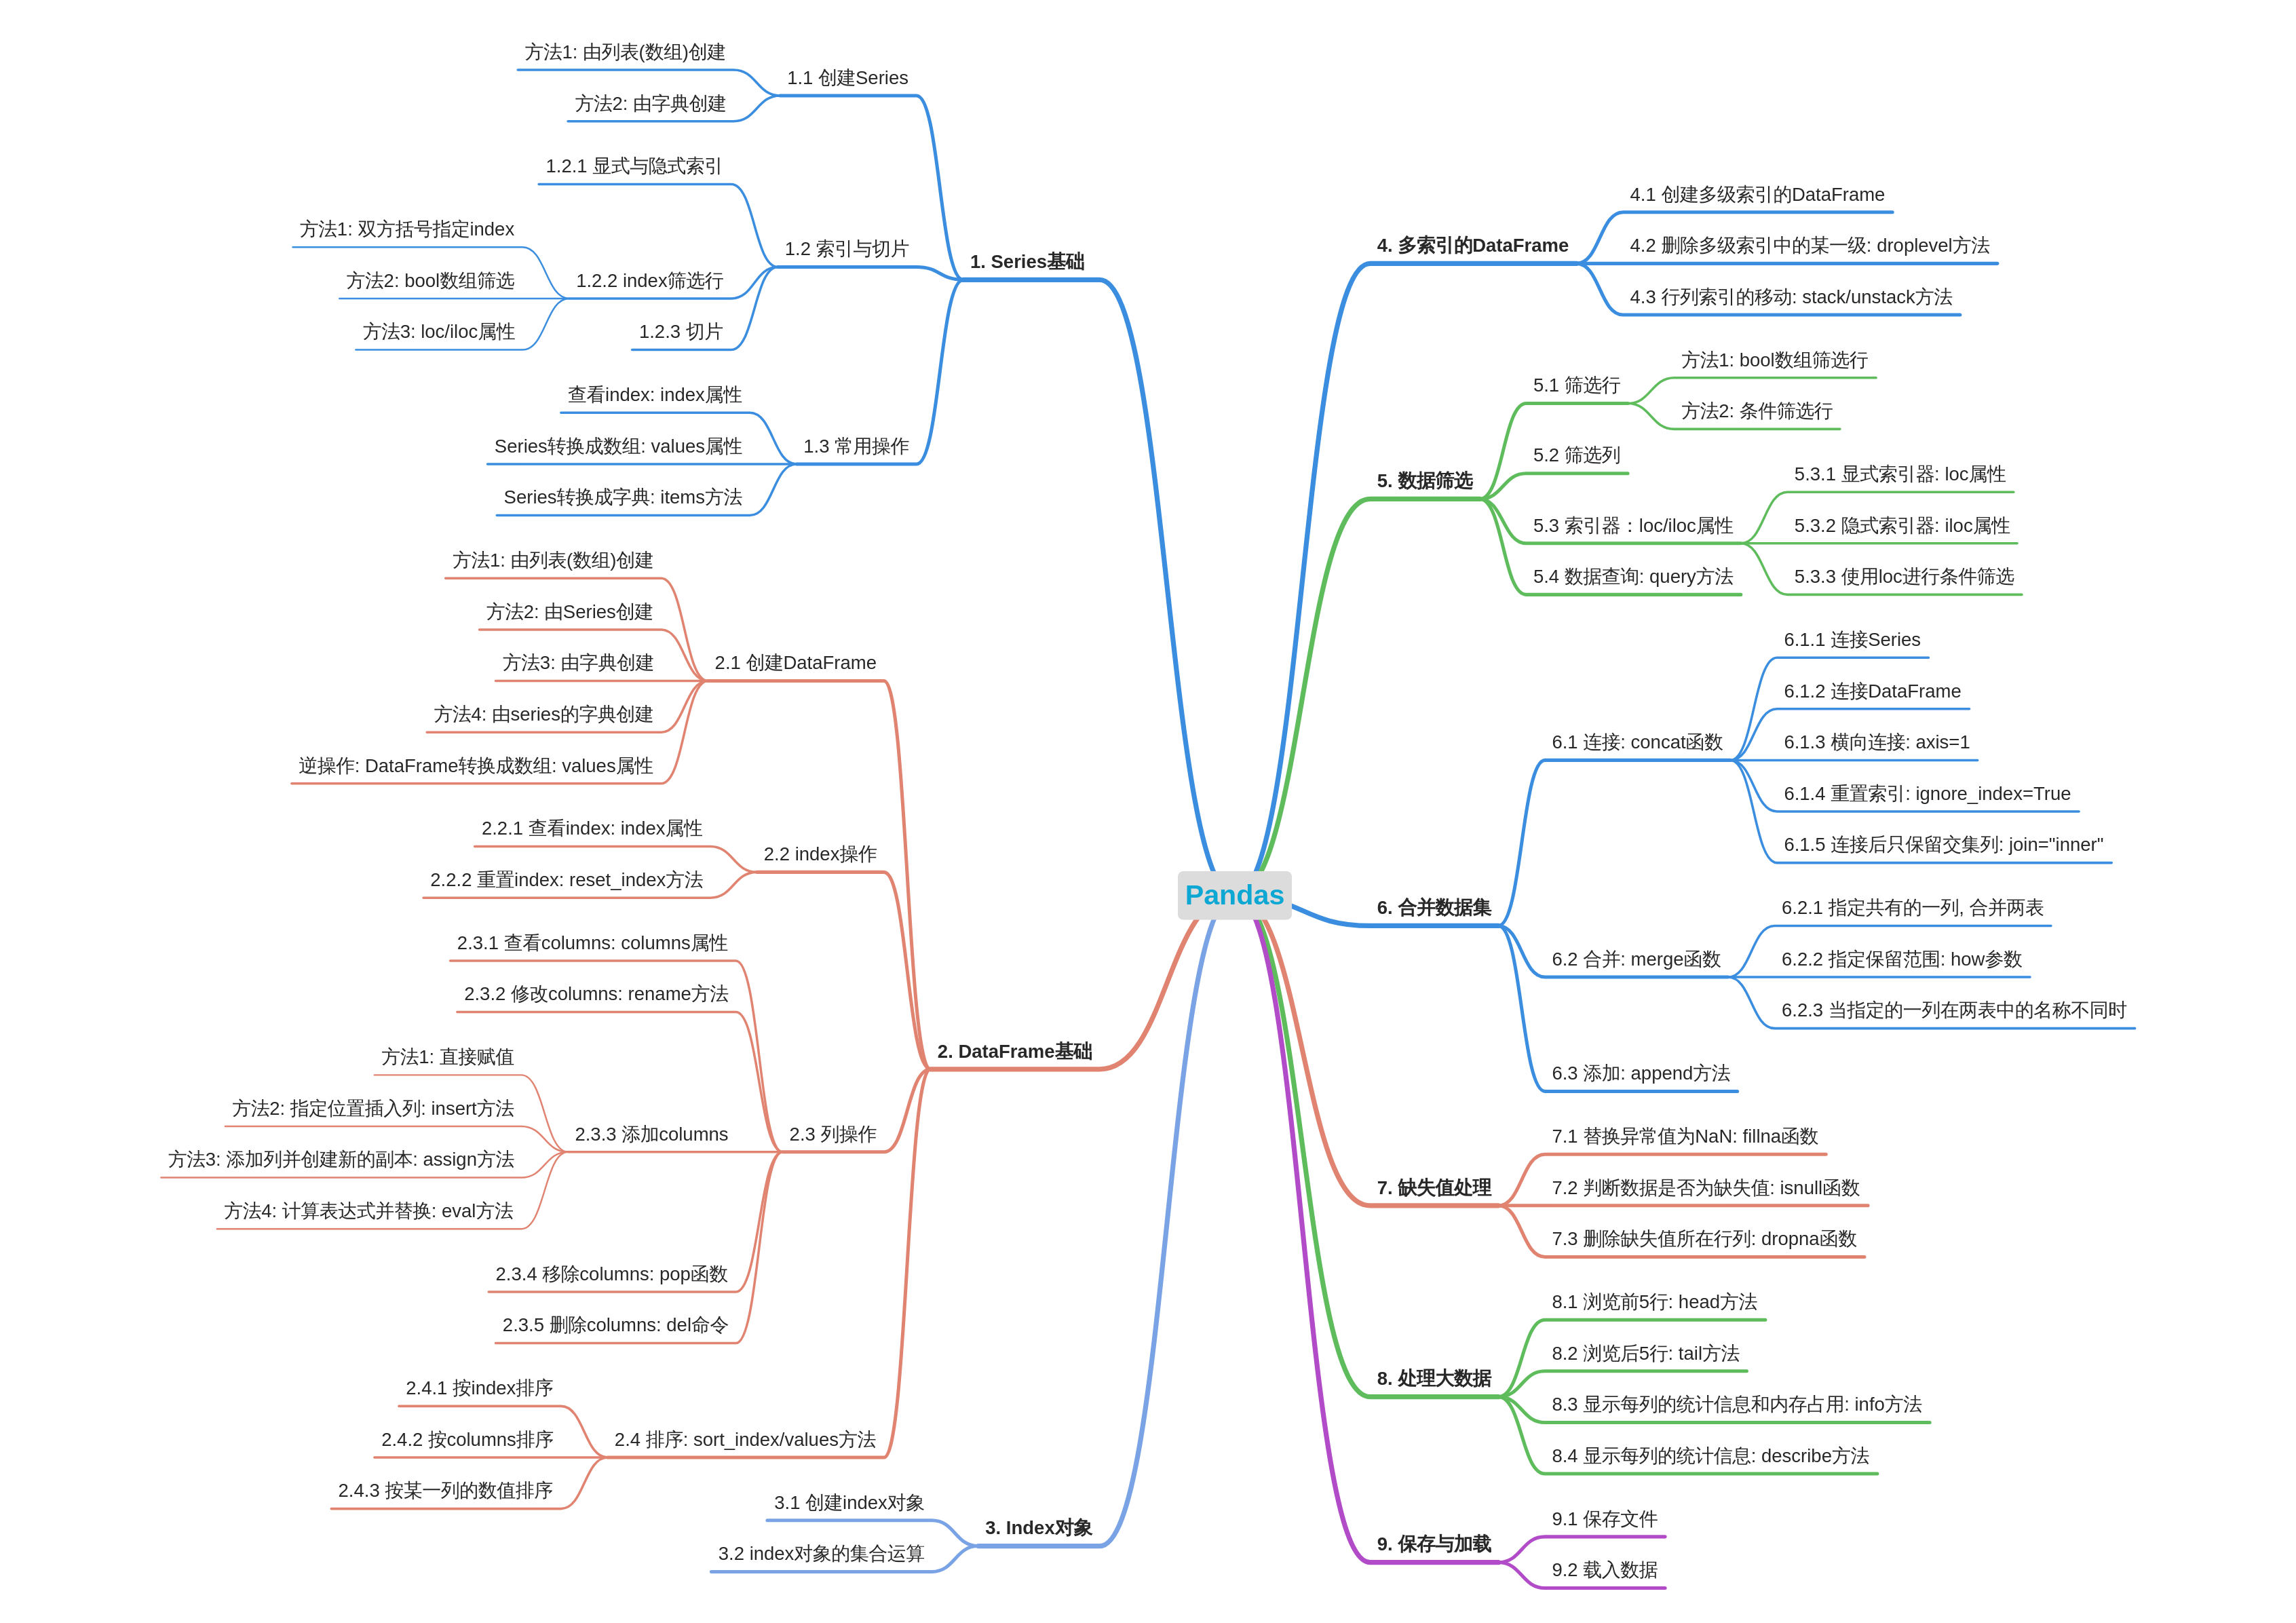 Pandas
1. Series基础
1.1 创建Series
方法1: 由列表(数组)创建
方法2: 由字典创建
1.2 索引与切片
1.2.1 显式与隐式索引
1.2.2 index筛选行
方法1: 双方括号指定index
方法2: bool数组筛选
方法3: loc/iloc属性
1.2.3 切片
1.3 常用操作
查看index: index属性
Series转换成数组: values属性
Series转换成字典: items方法
2. DataFrame基础
2.1 创建DataFrame
方法1: 由列表(数组)创建
方法2: 由Series创建
方法3: 由字典创建
方法4: 由series的字典创建
逆操作: DataFrame转换成数组: values属性
2.2 index操作
2.2.1 查看index: index属性
2.2.2 重置index: reset_index方法
2.3 列操作
2.3.1 查看columns: columns属性
2.3.2 修改columns: rename方法
2.3.3 添加columns
方法1: 直接赋值
方法2: 指定位置插入列: insert方法
方法3: 添加列并创建新的副本: assign方法
方法4: 计算表达式并替换: eval方法
2.3.4 移除columns: pop函数
2.3.5 删除columns: del命令
2.4 排序: sort_index/values方法
2.4.1 按index排序
2.4.2 按columns排序
2.4.3 按某一列的数值排序
3. Index对象
3.1 创建index对象
3.2 index对象的集合运算
4. 多索引的DataFrame
4.1 创建多级索引的DataFrame
4.2 删除多级索引中的某一级: droplevel方法
4.3 行列索引的移动: stack/unstack方法
5. 数据筛选
5.1 筛选行
方法1: bool数组筛选行
方法2: 条件筛选行
5.2 筛选列
5.3 索引器：loc/iloc属性
5.3.1 显式索引器: loc属性
5.3.2 隐式索引器: iloc属性
5.3.3 使用loc进行条件筛选
5.4 数据查询: query方法
6. 合并数据集
6.1 连接: concat函数
6.1.1 连接Series
6.1.2 连接DataFrame
6.1.3 横向连接: axis=1
6.1.4 重置索引: ignore_index=True
6.1.5 连接后只保留交集列: join="inner"
6.2 合并: merge函数
6.2.1 指定共有的一列, 合并两表
6.2.2 指定保留范围: how参数
6.2.3 当指定的一列在两表中的名称不同时
6.3 添加: append方法
7. 缺失值处理
7.1 替换异常值为NaN: fillna函数
7.2 判断数据是否为缺失值: isnull函数
7.3 删除缺失值所在行列: dropna函数
8. 处理大数据
8.1 浏览前5行: head方法
8.2 浏览后5行: tail方法
8.3 显示每列的统计信息和内存占用: info方法
8.4 显示每列的统计信息: describe方法
9. 保存与加载
9.1 保存文件
9.2 载入数据